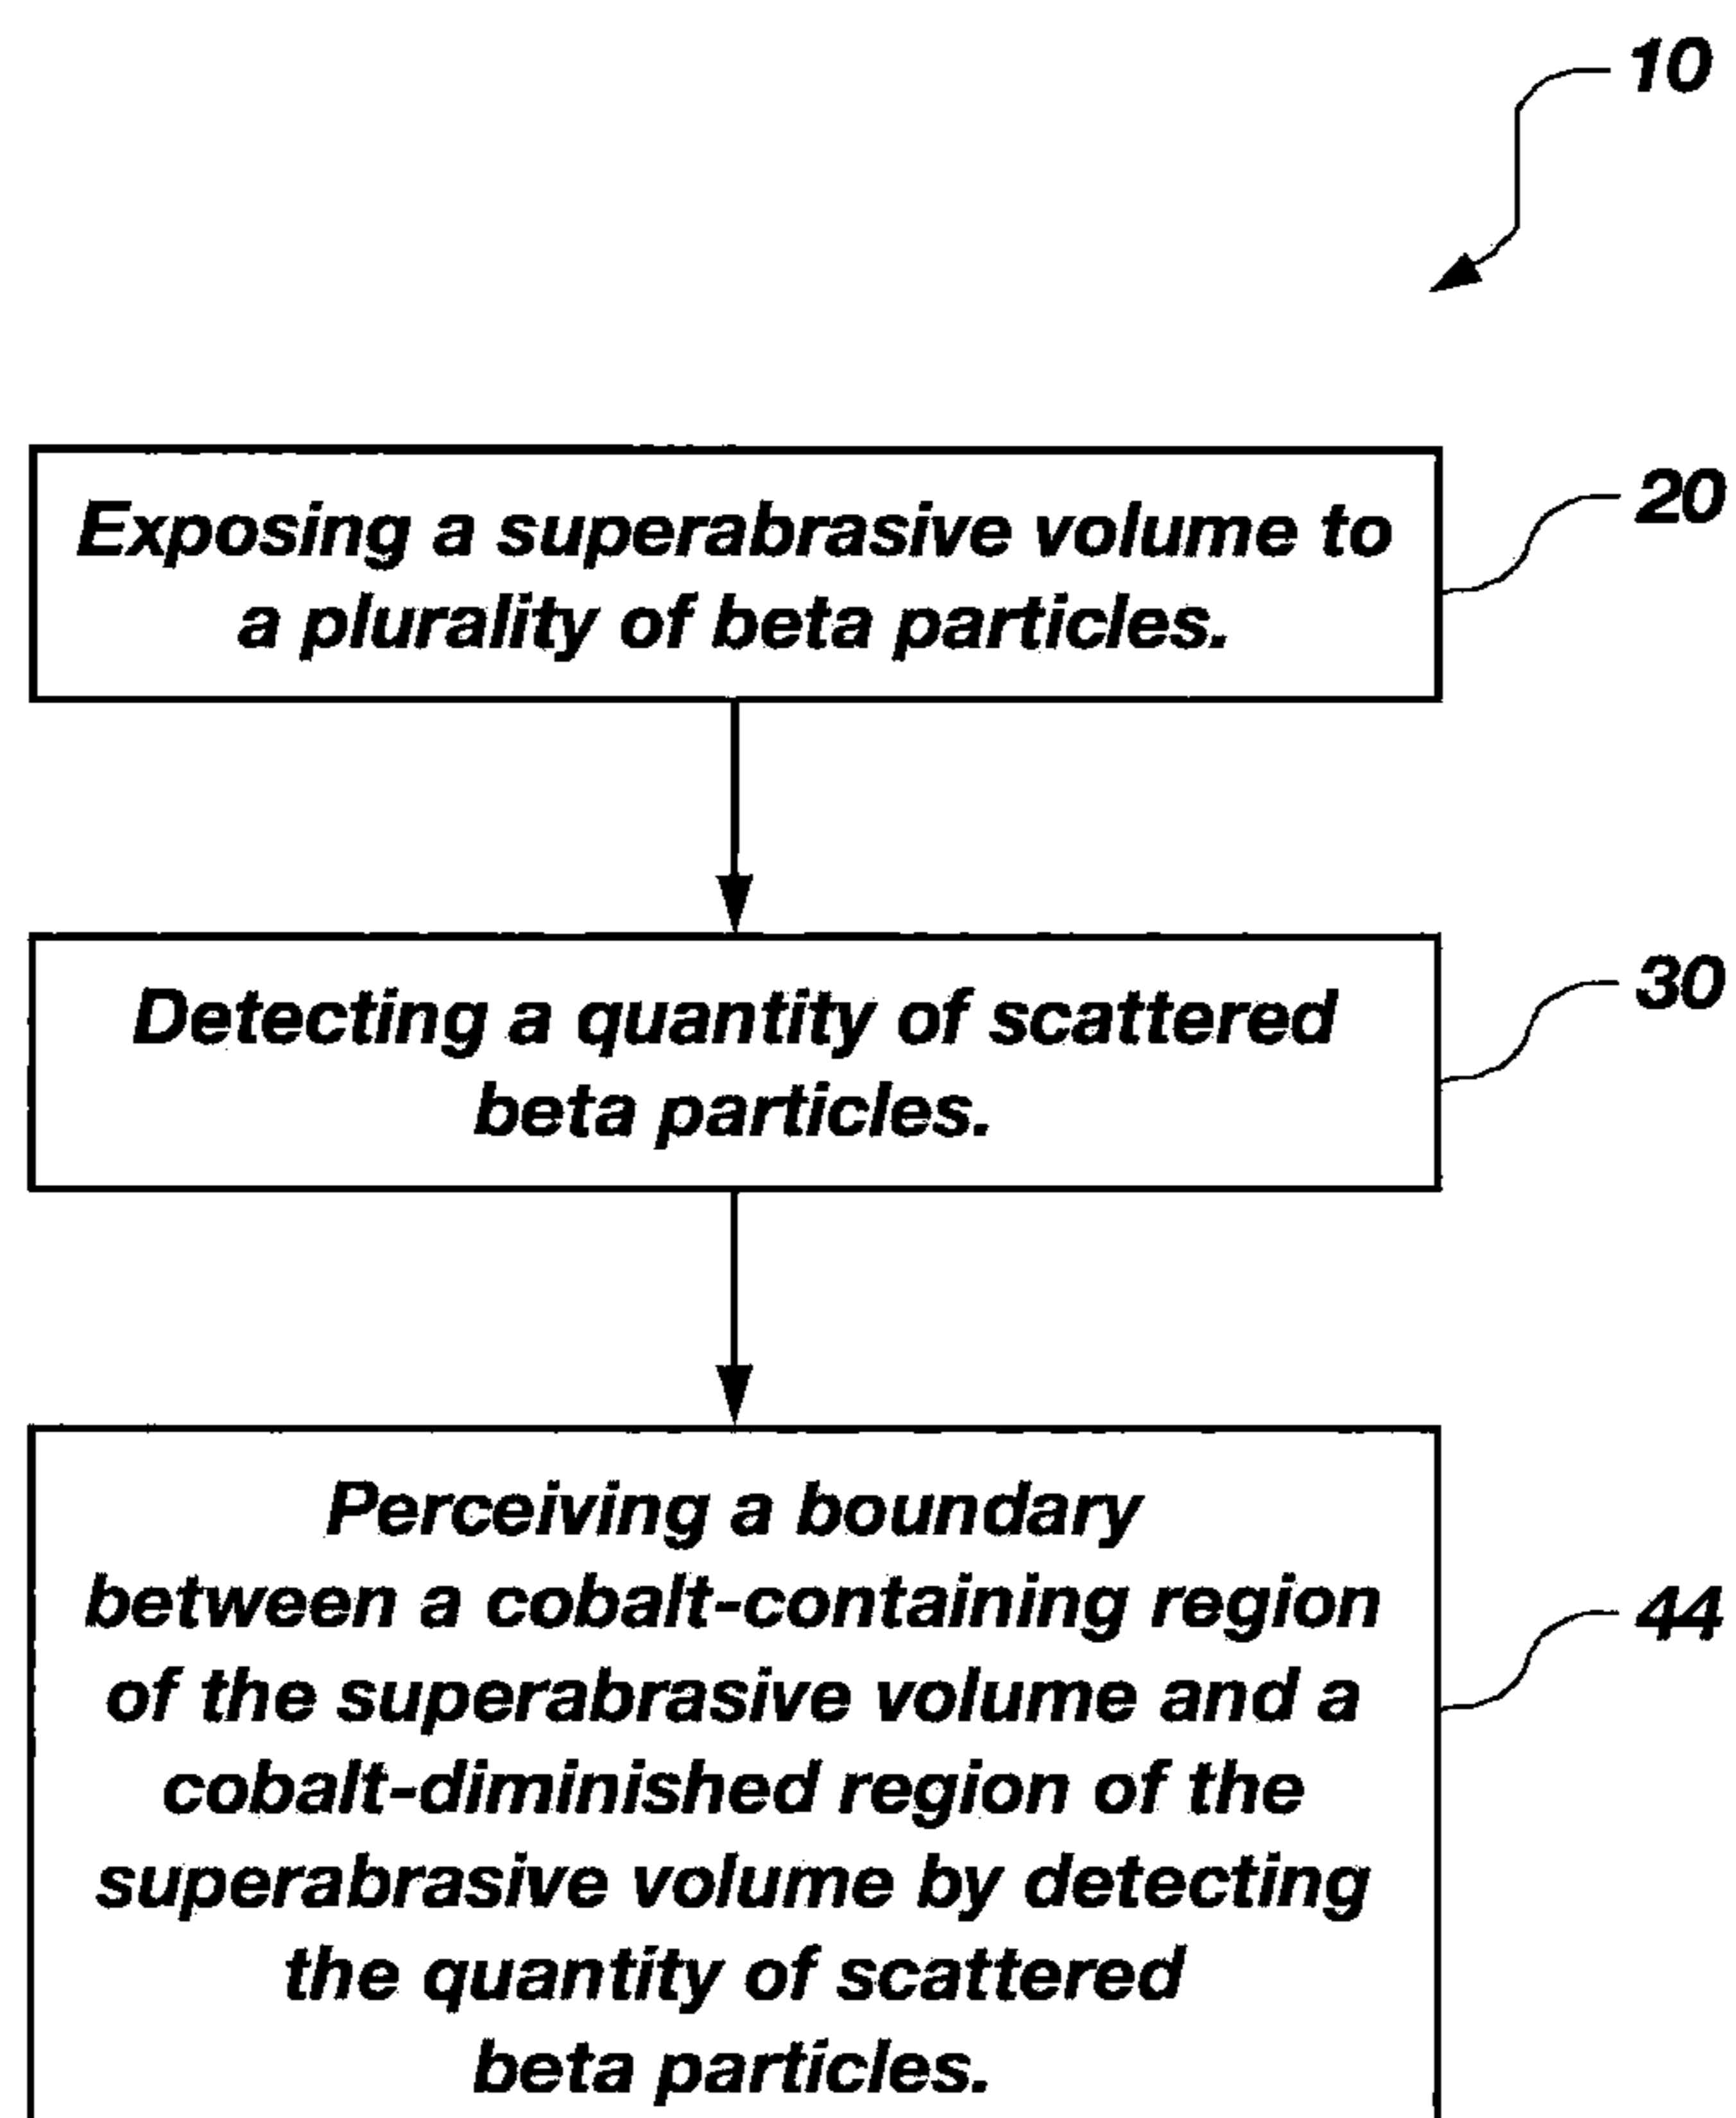 10
Exposing a superabrasive volume to
a plurality of beta particles.
20
Detecting a quantity of scattered
beta particles.
30
Perceiving a boundary
between a cobalt-containing region
of the superabrasive volume and a
cobalt-diminished region of the
superabrasive volume by detecting
the quantity of scattered
beta particles.
44